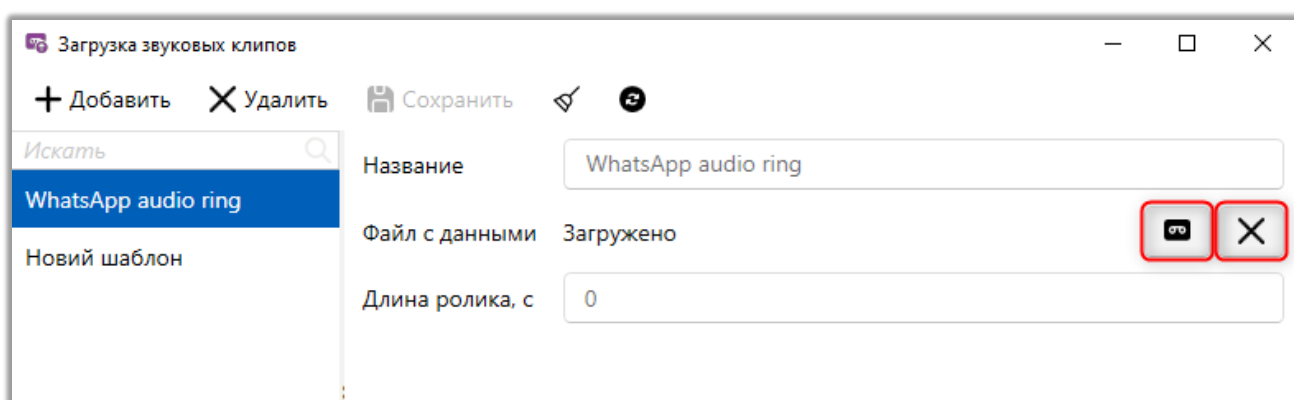 Загрузка звуковых клипов
Добавить Удалить Сохранить
Искать
WhatsApp audio ring
Новий шаблон
Название WhatsApp audio ring
Файл с данными Загружено
Длина ролика, с 0